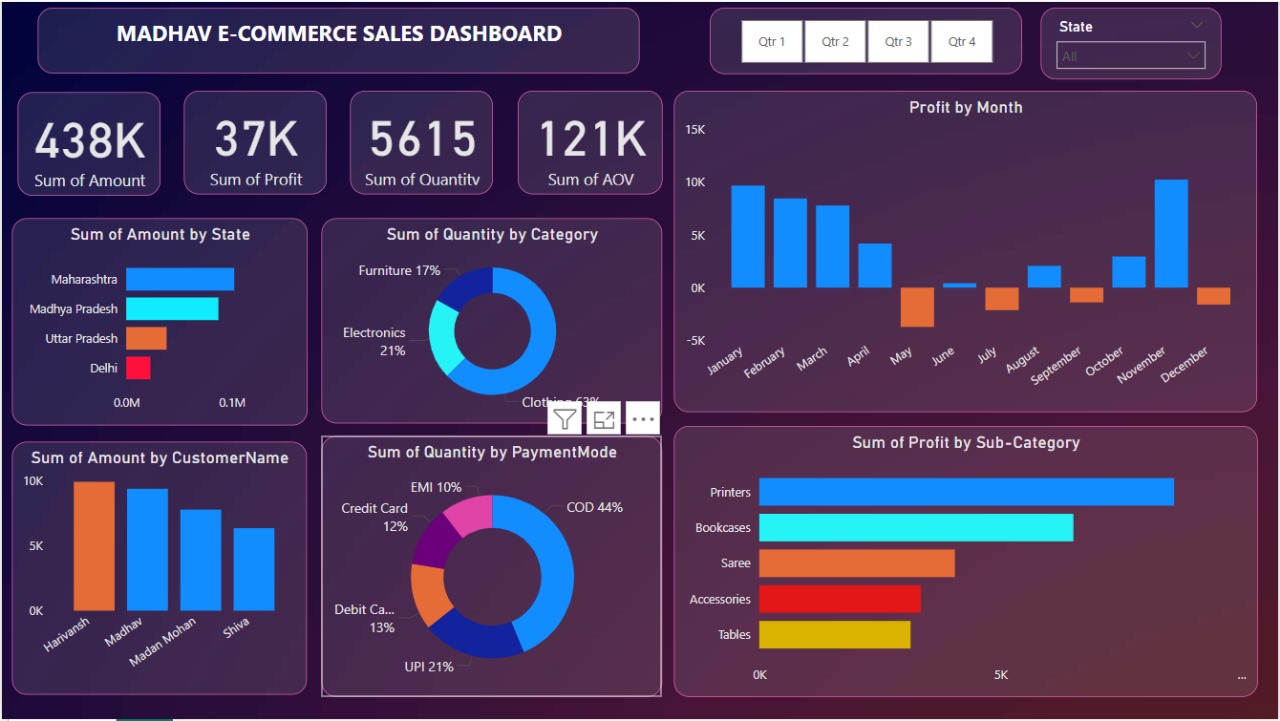 MADHAV E-COMMERCE SALES DASHBOARD
Qtr 1
Qtr 2
Qtr 3
Qtr 4
State
All
438K
Sum of Amount
37K
Sum of Profit
5615
Sum of Quantity
121K
Sum of AOV
Profit by Month
15K
10K
5K
0K
-5K
January
February
March
April
May
June
July
August
September
October
November
December
Sum of Amount by State
Maharashtra
Madhya Pradesh
Uttar Pradesh
Delhi
0.0M
0.1M
Sum of Quantity by Category
Furniture 17%
Electronics
21%
Clothing 63%
Sum of Amount by CustomerName
10K
5K
0K
Harivansh
Madhav
Madan Mohan
Shiva
Sum of Quantity by PaymentMode
EMI 10%
Credit Card
12%
COD 44%
Debit Ca...
13%
UPI 21%
Sum of Profit by Sub-Category
Printers
Bookcases
Saree
Accessories
Tables
0K
5K
...